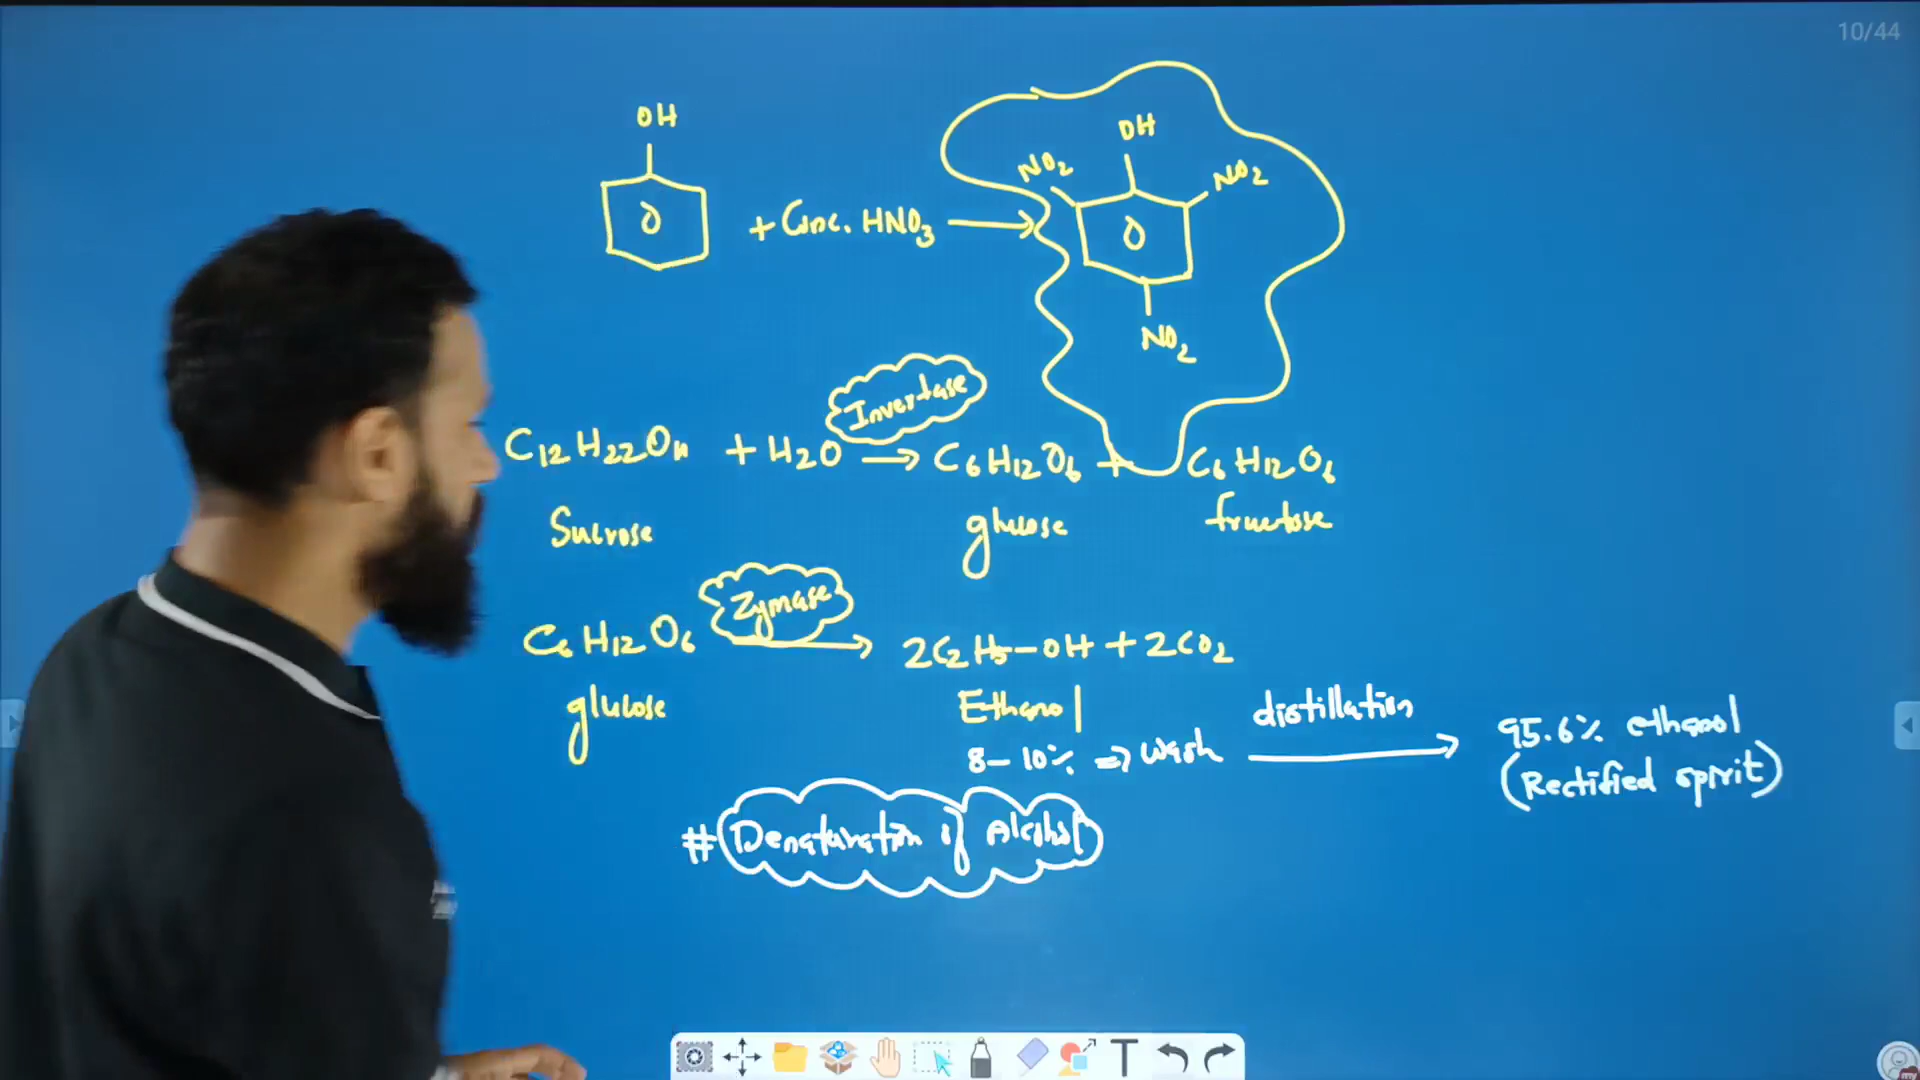 10/44
OH
+ Conc. HNO3 →
OH
NO2
NO2
NO2
Invertase
C12H22O11 + H2O → C6H12O6 + C6H12O6
Sucrose
glucose
fructose
Zymase
C6H12O6 → 2C2H5-OH + 2CO2
glucose
Ethanol
8-10% ⇒ wash
distillation
95.6% ethanol
(Rectified spirit)
# Denaturation of Alcohol
T